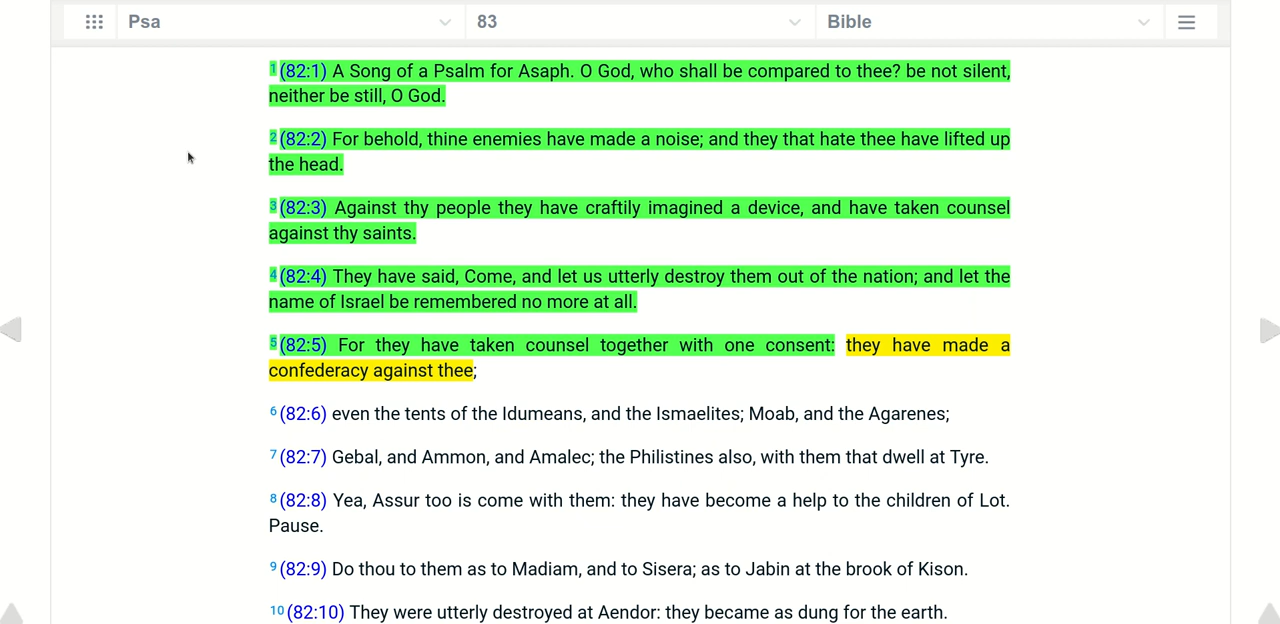 Psa 83 Bible
1 (82:1) A Song of a Psalm for Asaph. O God, who shall be compared to thee? be not silent,
neither be still, O God.
2 (82:2) For behold, thine enemies have made a noise; and they that hate thee have lifted up
the head.
3 (82:3) Against thy people they have craftily imagined a device, and have taken counsel
against thy saints.
4 (82:4) They have said, Come, and let us utterly destroy them out of the nation; and let the
name of Israel be remembered no more at all.
5 (82:5) For they have taken counsel together with one consent: they have made a
confederacy against thee;
6 (82:6) even the tents of the Idumeans, and the Ismaelites; Moab, and the Agarenes;
7 (82:7) Gebal, and Ammon, and Amalec; the Philistines also, with them that dwell at Tyre.
8 (82:8) Yea, Assur too is come with them: they have become a help to the children of Lot.
Pause.
9 (82:9) Do thou to them as to Madiam, and to Sisera; as to Jabin at the brook of Kison.
10 (82:10) They were utterly destroyed at Aendor: they became as dung for the earth.